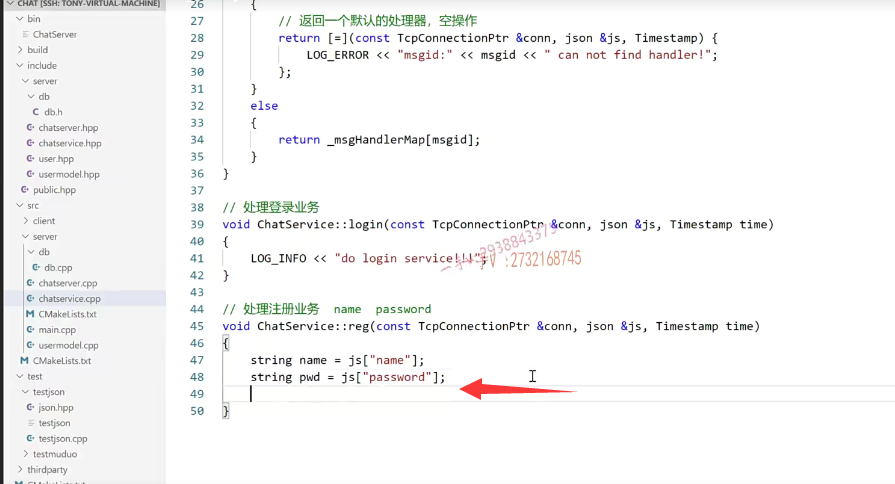 CHAT [SSH: TONY-VIRTUAL-MACHINE]
bin
ChatServer
build
include
server
db
db.h
chatserver.hpp
chatservice.hpp
user.hpp
usermodel.hpp
public.hpp
src
client
server
db
db.cpp
chatserver.cpp
chatservice.cpp
CMakeLists.txt
main.cpp
usermodel.cpp
CMakeLists.txt
test
testjson
json.hpp
testjson
testjson.cpp
testmuduo
thirdparty
CMakeLists.txt
26 {
27 // 返回一个默认的处理器，空操作
28 return [=](const TcpConnectionPtr &conn, json &js, Timestamp) {
29 LOG_ERROR << "msgid:" << msgid << " can not find handler!";
30 };
31 }
32 else
33 {
34 return _msgHandlerMap[msgid];
35 }
36 }
37
38 // 处理登录业务
39 void ChatService::login(const TcpConnectionPtr &conn, json &js, Timestamp time)
40 {
41 LOG_INFO << "do login service!!!";
42 }
43
44 // 处理注册业务 name password
45 void ChatService::reg(const TcpConnectionPtr &conn, json &js, Timestamp time)
46 {
47 string name = js["name"];
48 string pwd = js["password"];
49
50 }
:2732168745